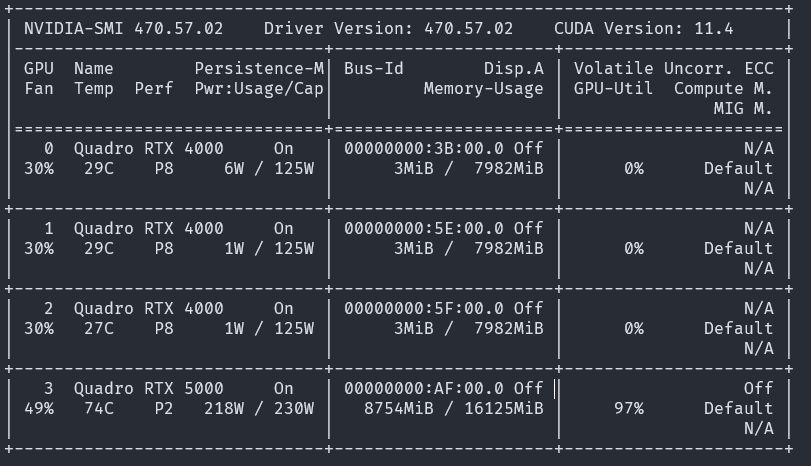 +-----------------------------------------------------------------------------+
| NVIDIA-SMI 470.57.02    Driver Version: 470.57.02    CUDA Version: 11.4     |
|-------------------------------+----------------------+----------------------+
| GPU  Name        Persistence-M| Bus-Id        Disp.A | Volatile Uncorr. ECC |
| Fan  Temp  Perf  Pwr:Usage/Cap|         Memory-Usage | GPU-Util  Compute M. |
|                               |                      |               MIG M. |
|===============================+======================+======================|
|   0  Quadro RTX 4000     On   | 00000000:3B:00.0 Off |                  N/A |
| 30%   29C    P8     6W / 125W |      3MiB /  7982MiB |      0%      Default |
|                               |                      |                  N/A |
+-------------------------------+----------------------+----------------------+
|   1  Quadro RTX 4000     On   | 00000000:5E:00.0 Off |                  N/A |
| 30%   29C    P8     1W / 125W |      3MiB /  7982MiB |      0%      Default |
|                               |                      |                  N/A |
+-------------------------------+----------------------+----------------------+
|   2  Quadro RTX 4000     On   | 00000000:5F:00.0 Off |                  N/A |
| 30%   27C    P8     1W / 125W |      3MiB /  7982MiB |      0%      Default |
|                               |                      |                  N/A |
+-------------------------------+----------------------+----------------------+
|   3  Quadro RTX 5000     On   | 00000000:AF:00.0 Off |                  Off |
| 49%   74C    P2   218W / 230W |   8754MiB / 16125MiB |     97%      Default |
|                               |                      |                  N/A |
+-------------------------------+----------------------+----------------------+